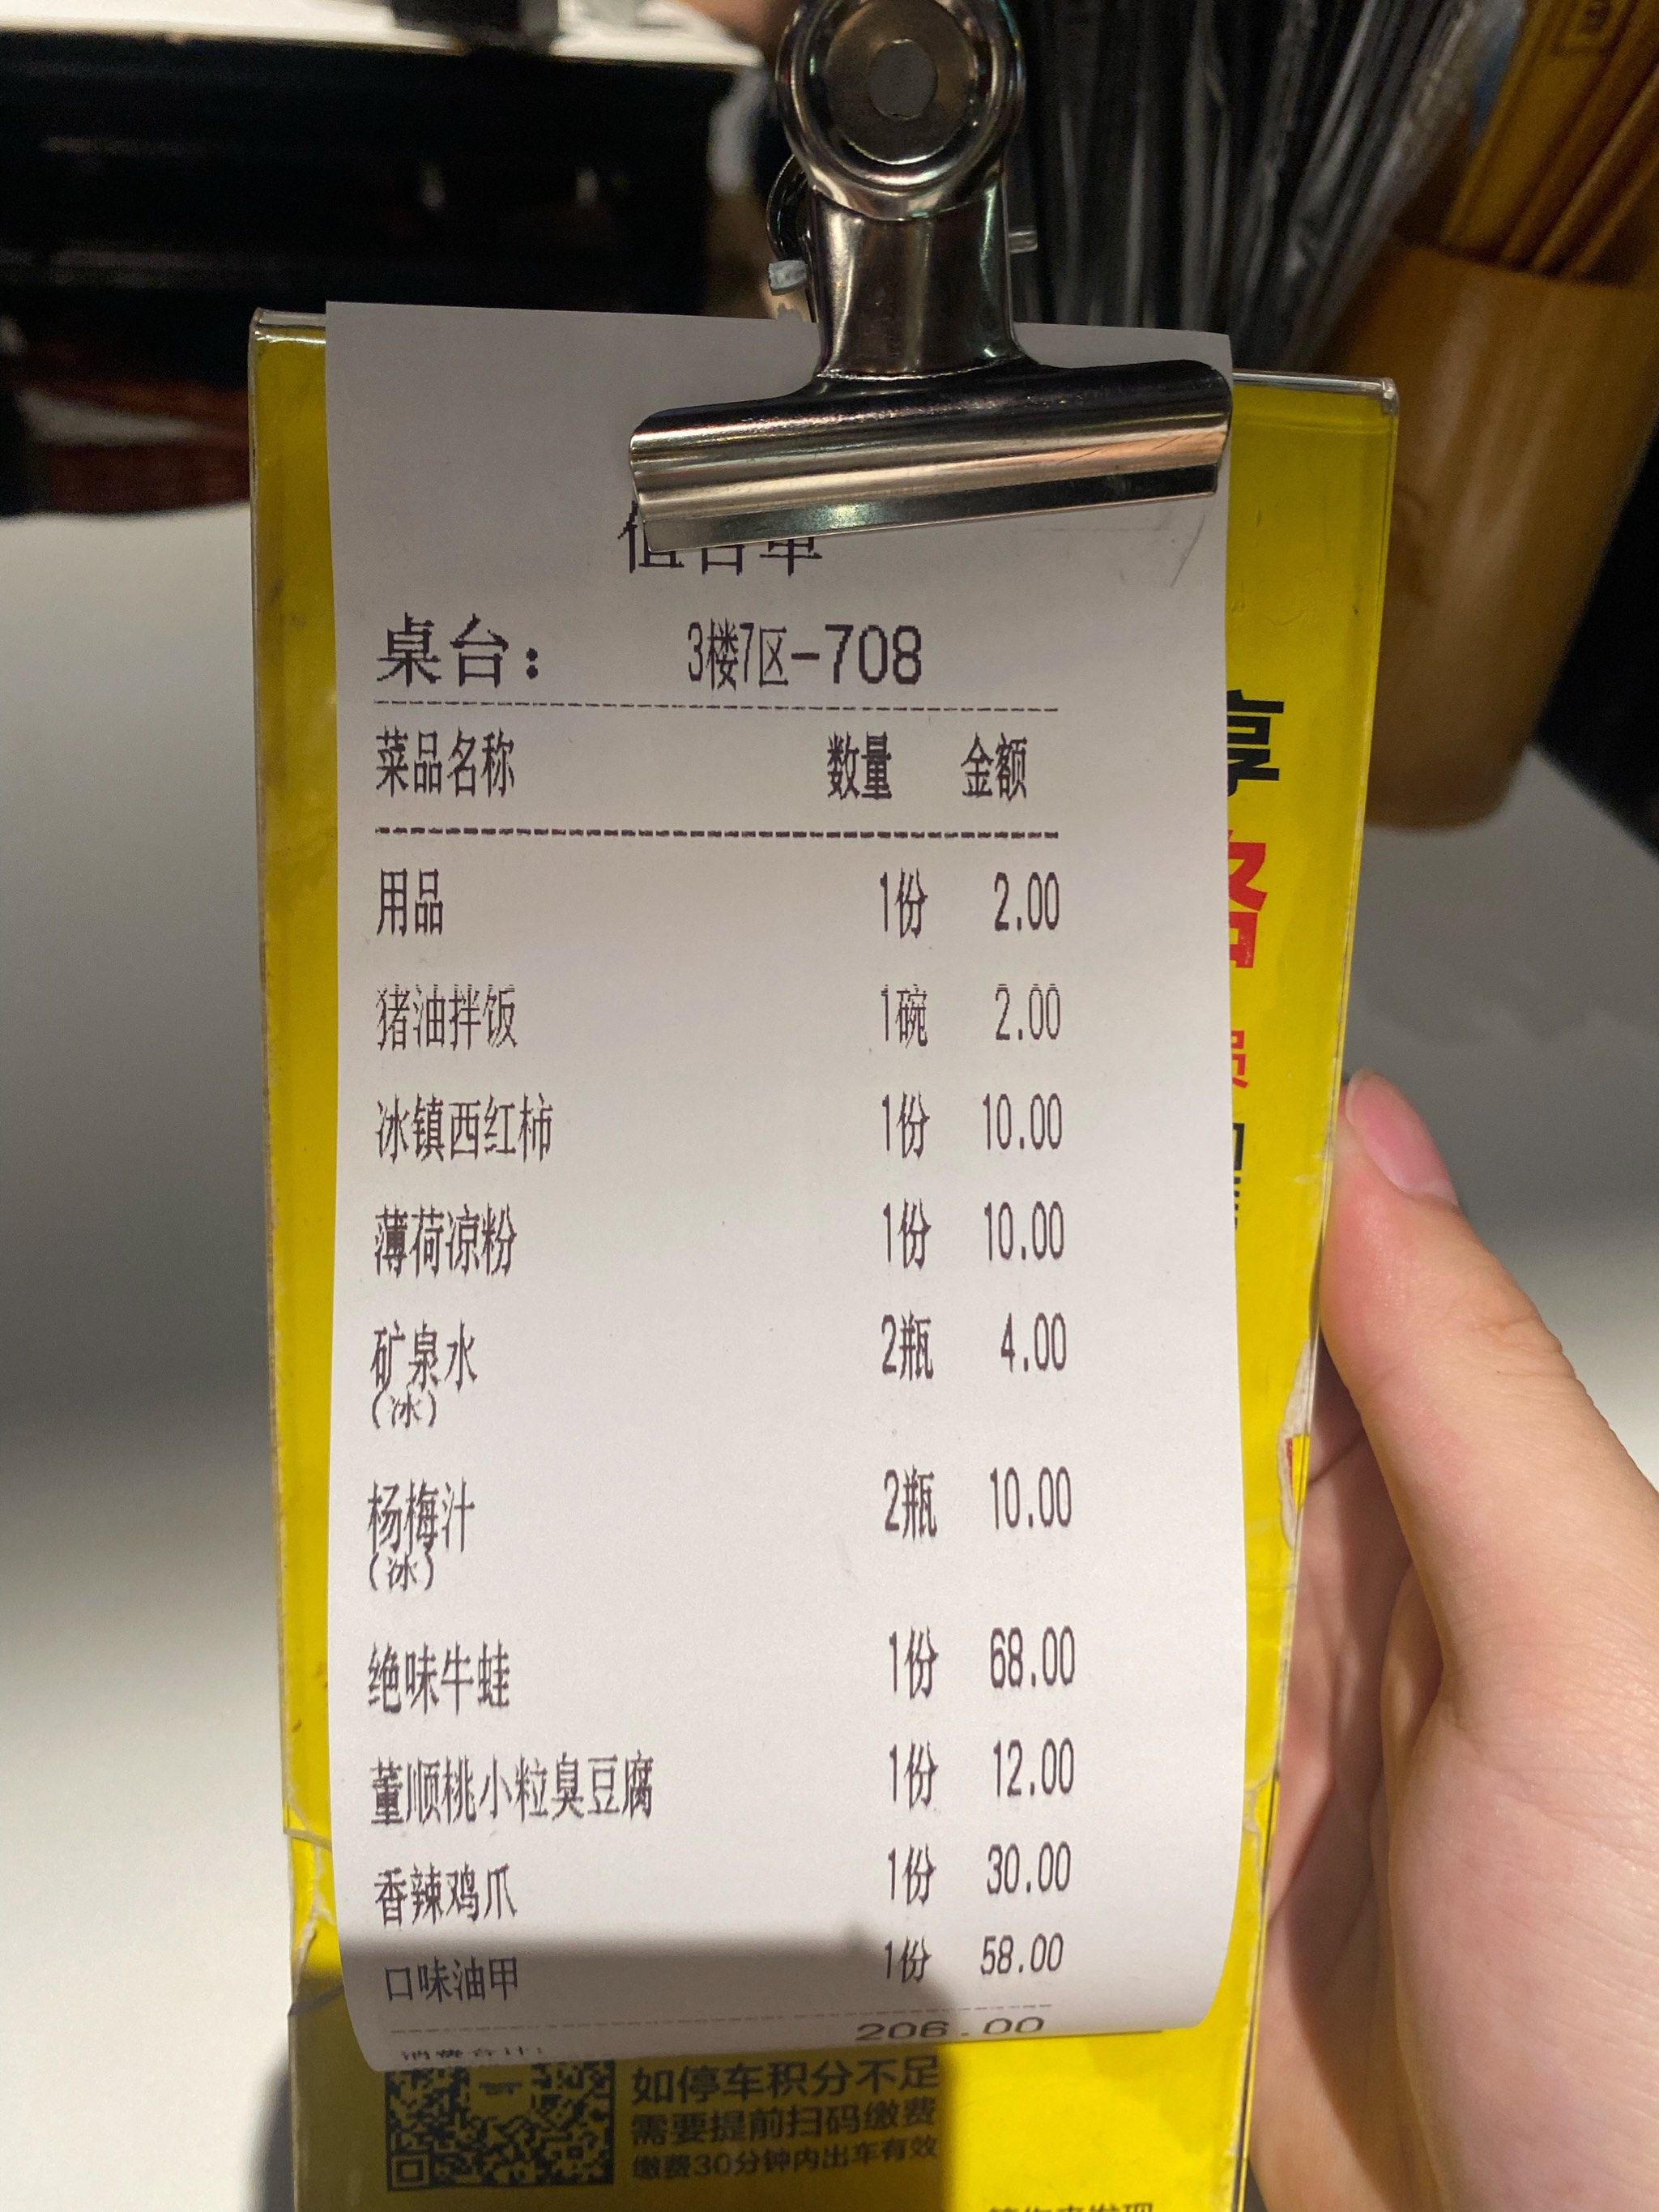 桌台： 3楼7区-708
菜品名称 数量 金额
用品 1份 2.00
猪油拌饭 1碗 2.00
冰镇西红柿 1份 10.00
薄荷凉粉 1份 10.00
矿泉水 2瓶 4.00
(冰)
杨梅汁 2瓶 10.00
(冰)
绝味牛蛙 1份 68.00
董顺桃小粒臭豆腐 1份 12.00
香辣鸡爪 1份 30.00
口味油甲 1份 58.00
消费合计: 206.00
如停车积分不足
需要提前扫码缴费
缴费30分钟内出车有效